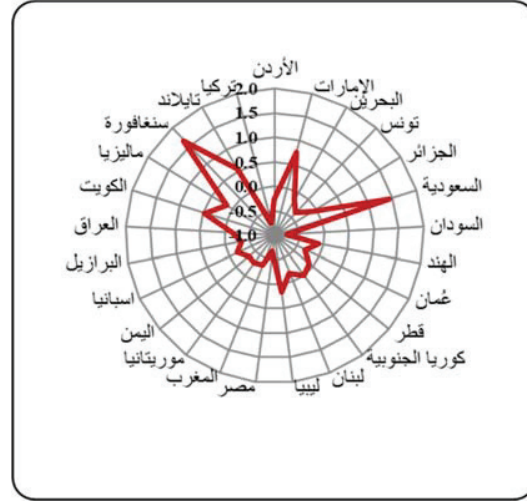 الأردن
الإمارات
البحرين
تونس
الجزائر
السعودية
السودان
الهند
عُمان
قطر
كوريا الجنوبية
لبنان
ليبيا
مصر
المغرب
موريتانيا
اليمن
اسبانيا
البرازيل
العراق
الكويت
ماليزيا
سنغافورة
تايلاند
تركيا
2.0
1.5
1.0
0.5
0.0
-0.5
-1.0